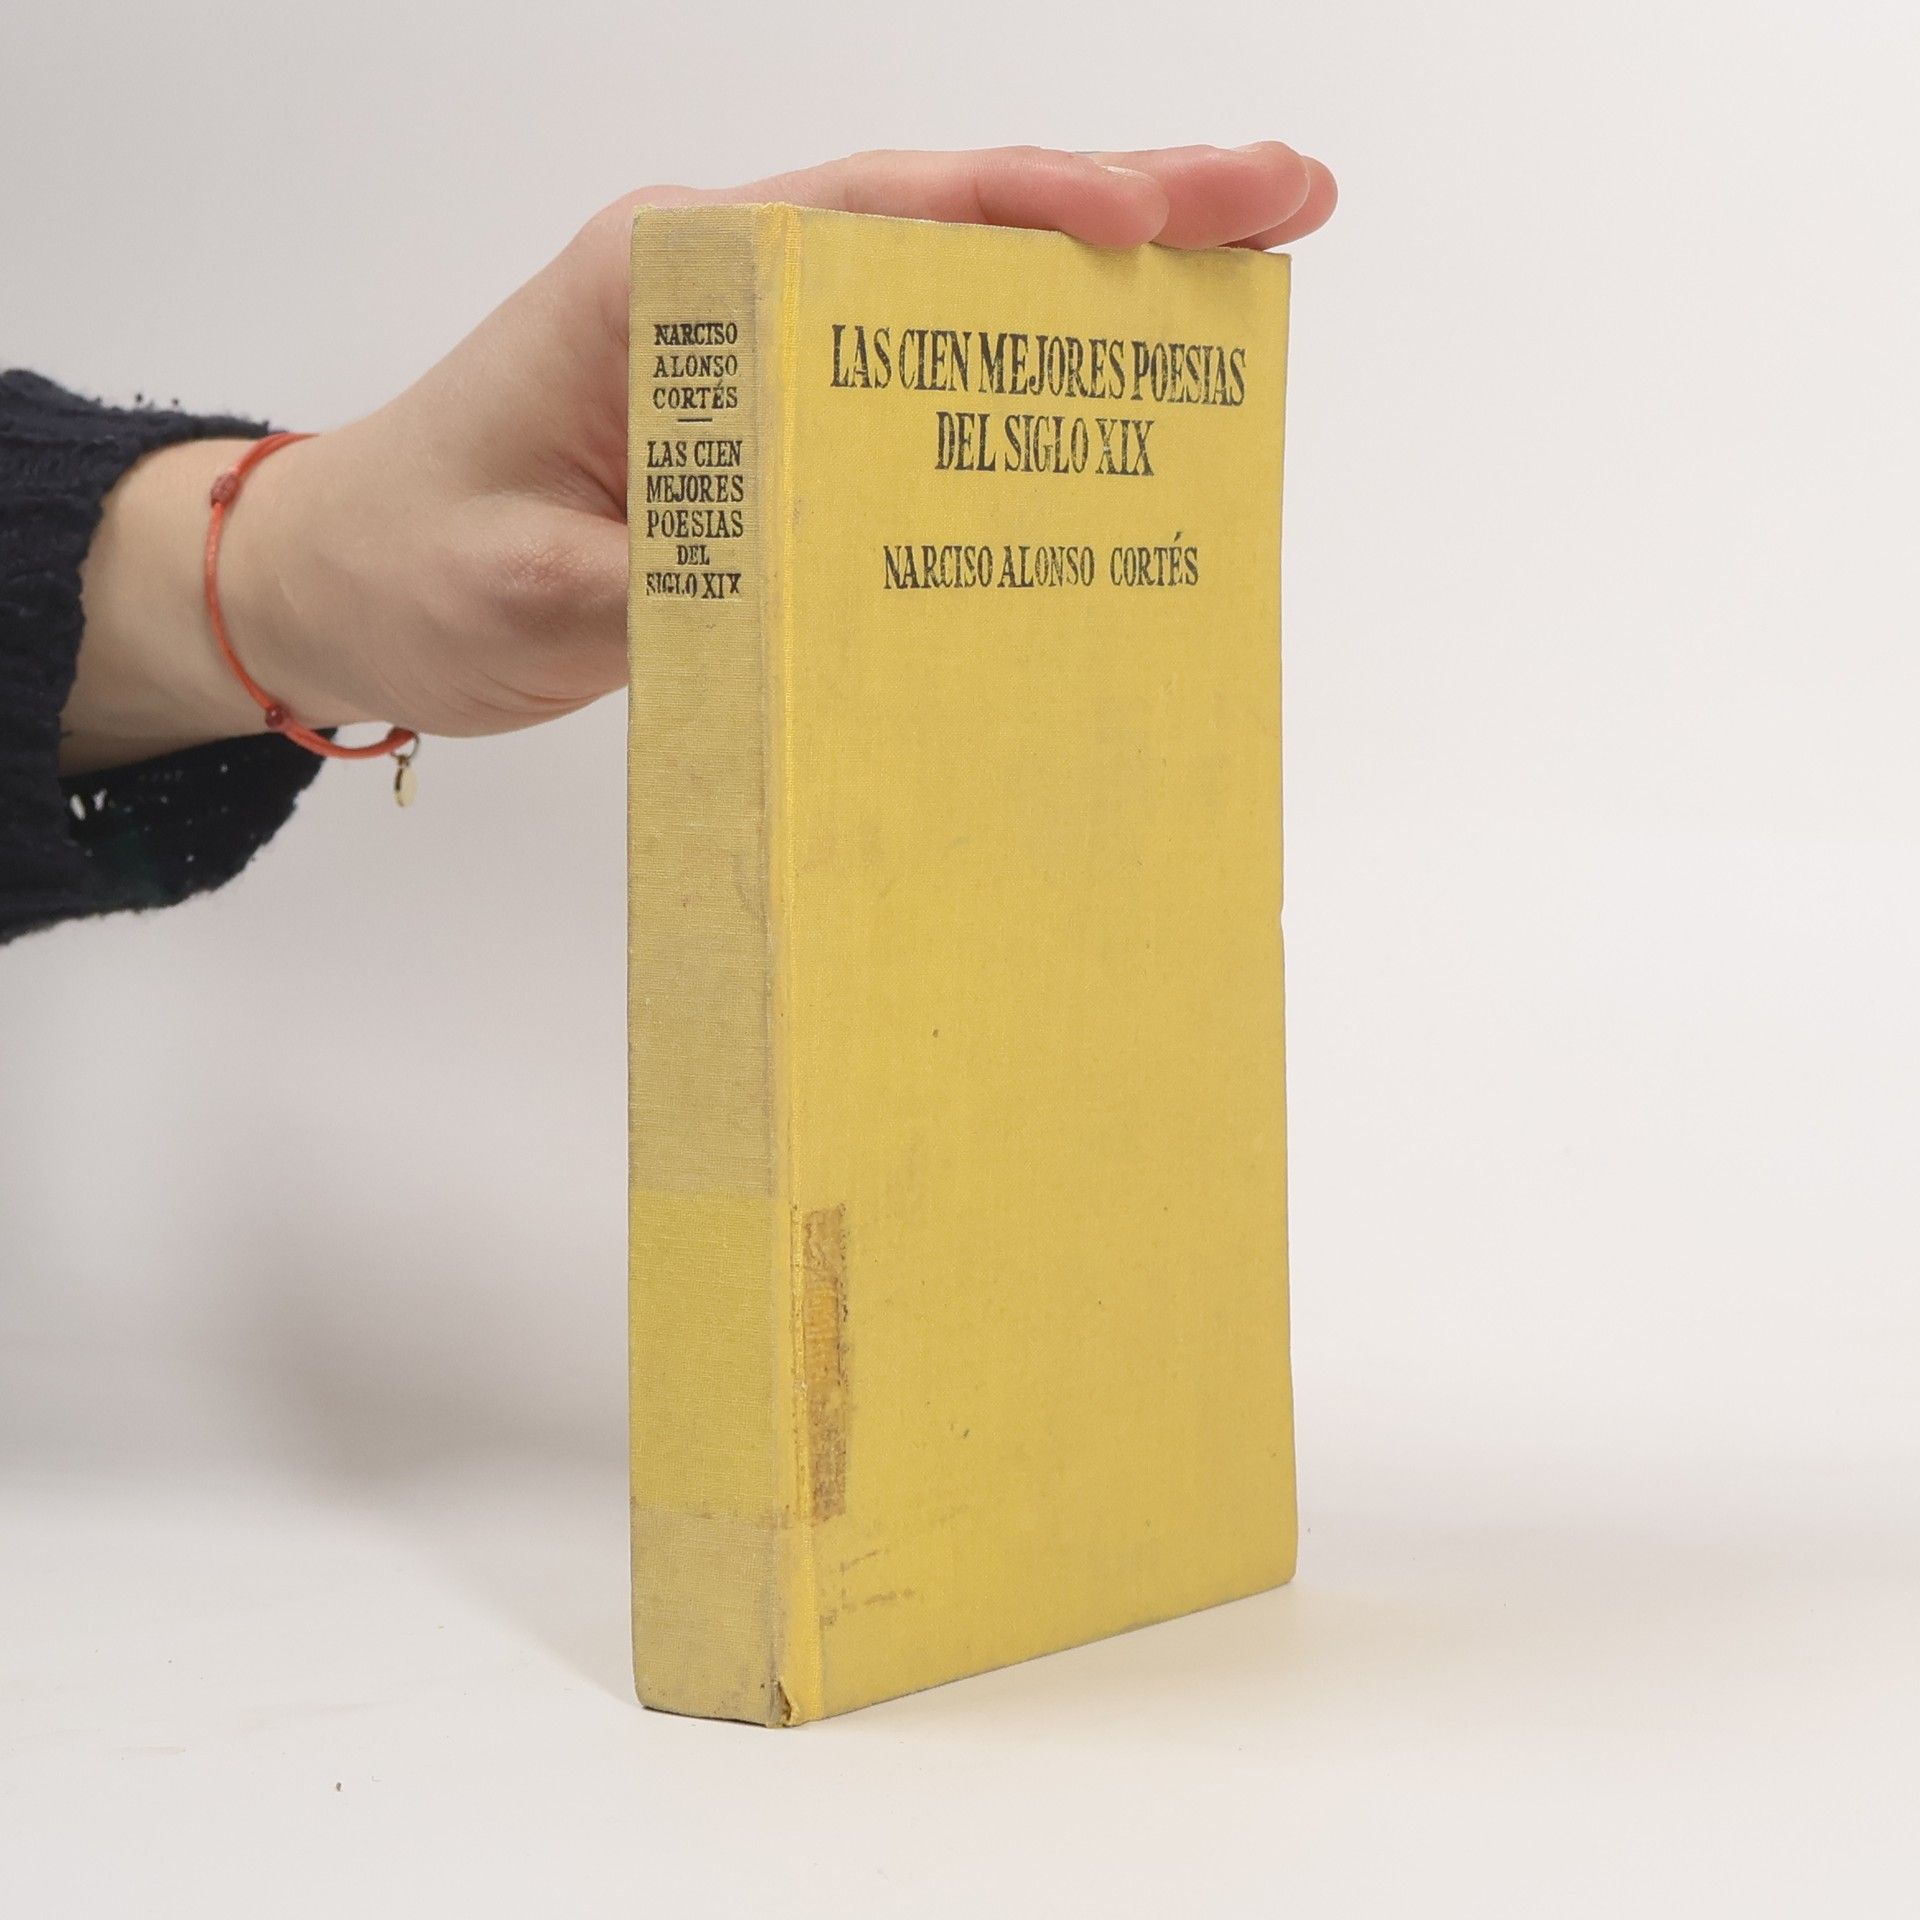 NARCISO
ALONSO
CORTÉS
LAS CIEN
MEJORES
POESIAS
DEL
SIGLO XIX
LAS CIEN MEJORES POESIAS
DEL SIGLO XIX
NARCISO ALONSO CORTÉS